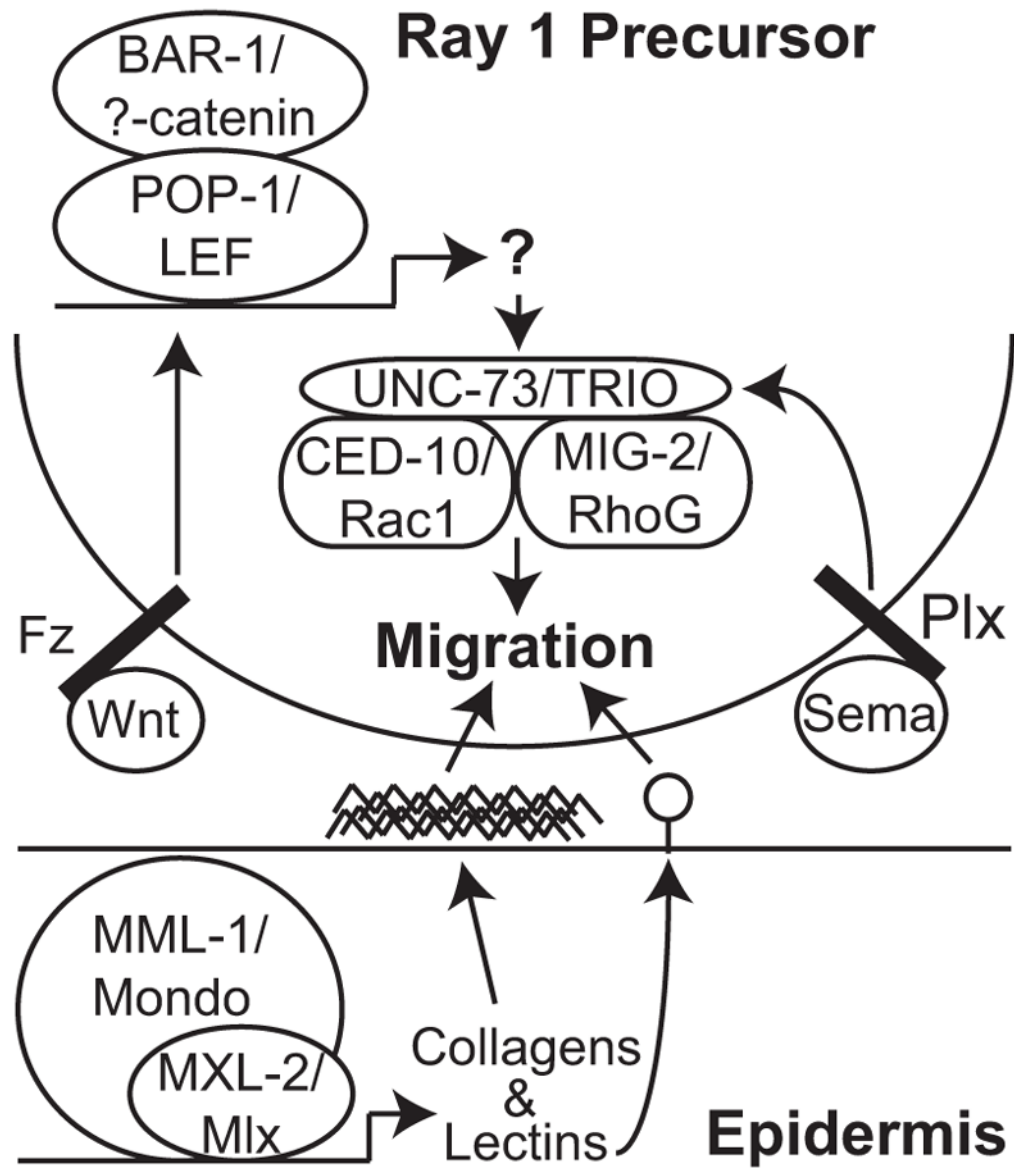 Ray 1 Precursor
BAR-1/
?-catenin
POP-1/
LEF
?
UNC-73/TRIO
CED-10/
Rac1
MIG-2/
RhoG
Fz
Plx
Migration
Wnt
Sema
MML-1/
Mondo
MXL-2/
Mlx
Collagens
&
Lectins
Epidermis